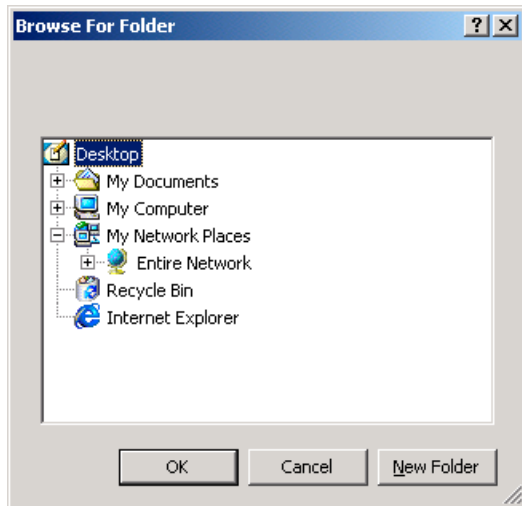 Browse For Folder
Desktop
My Documents
My Computer
My Network Places
Entire Network
Recycle Bin
Internet Explorer
OK Cancel New Folder